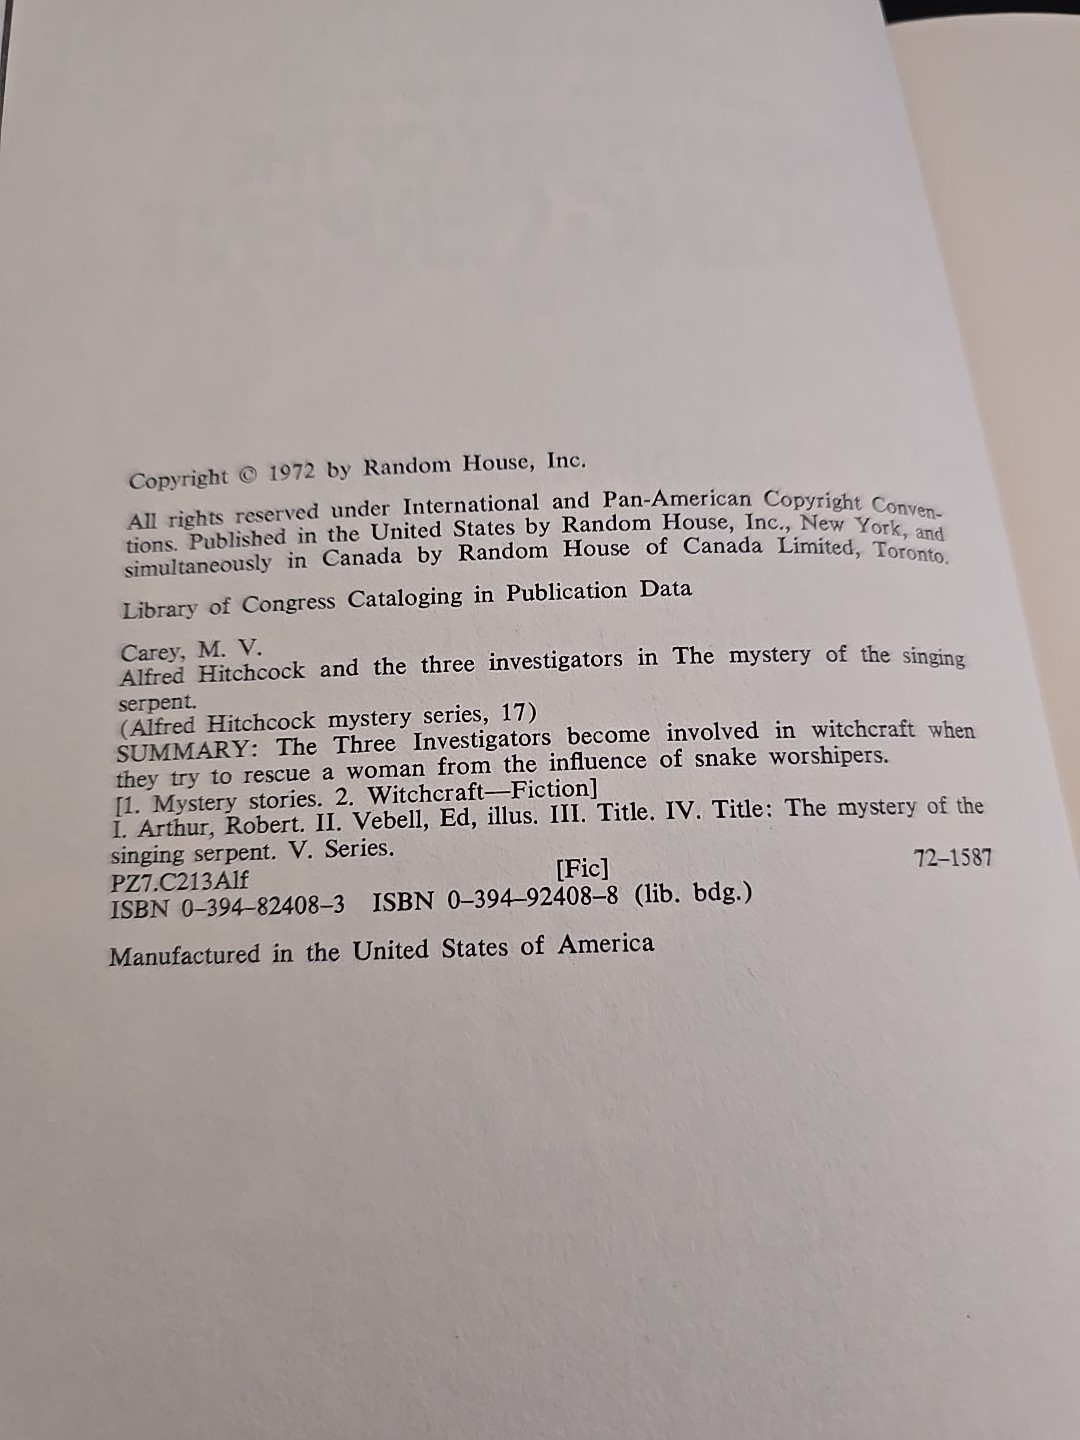 Copyright © 1972 by Random House, Inc.
All rights reserved under International and Pan-American Copyright Conven-
tions. Published in the United States by Random House, Inc., New York, and
simultaneously in Canada by Random House of Canada Limited, Toronto.
Library of Congress Cataloging in Publication Data
Carey, M. V.
Alfred Hitchcock and the three investigators in The mystery of the singing
serpent.
(Alfred Hitchcock mystery series, 17)
SUMMARY: The Three Investigators become involved in witchcraft when
they try to rescue a woman from the influence of snake worshipers.
[1. Mystery stories. 2. Witchcraft—Fiction]
I. Arthur, Robert. II. Vebell, Ed, illus. III. Title. IV. Title: The mystery of the
singing serpent. V. Series.
PZ7.C213Alf [Fic] 72–1587
ISBN 0–394–82408–3 ISBN 0–394–92408–8 (lib. bdg.)
Manufactured in the United States of America